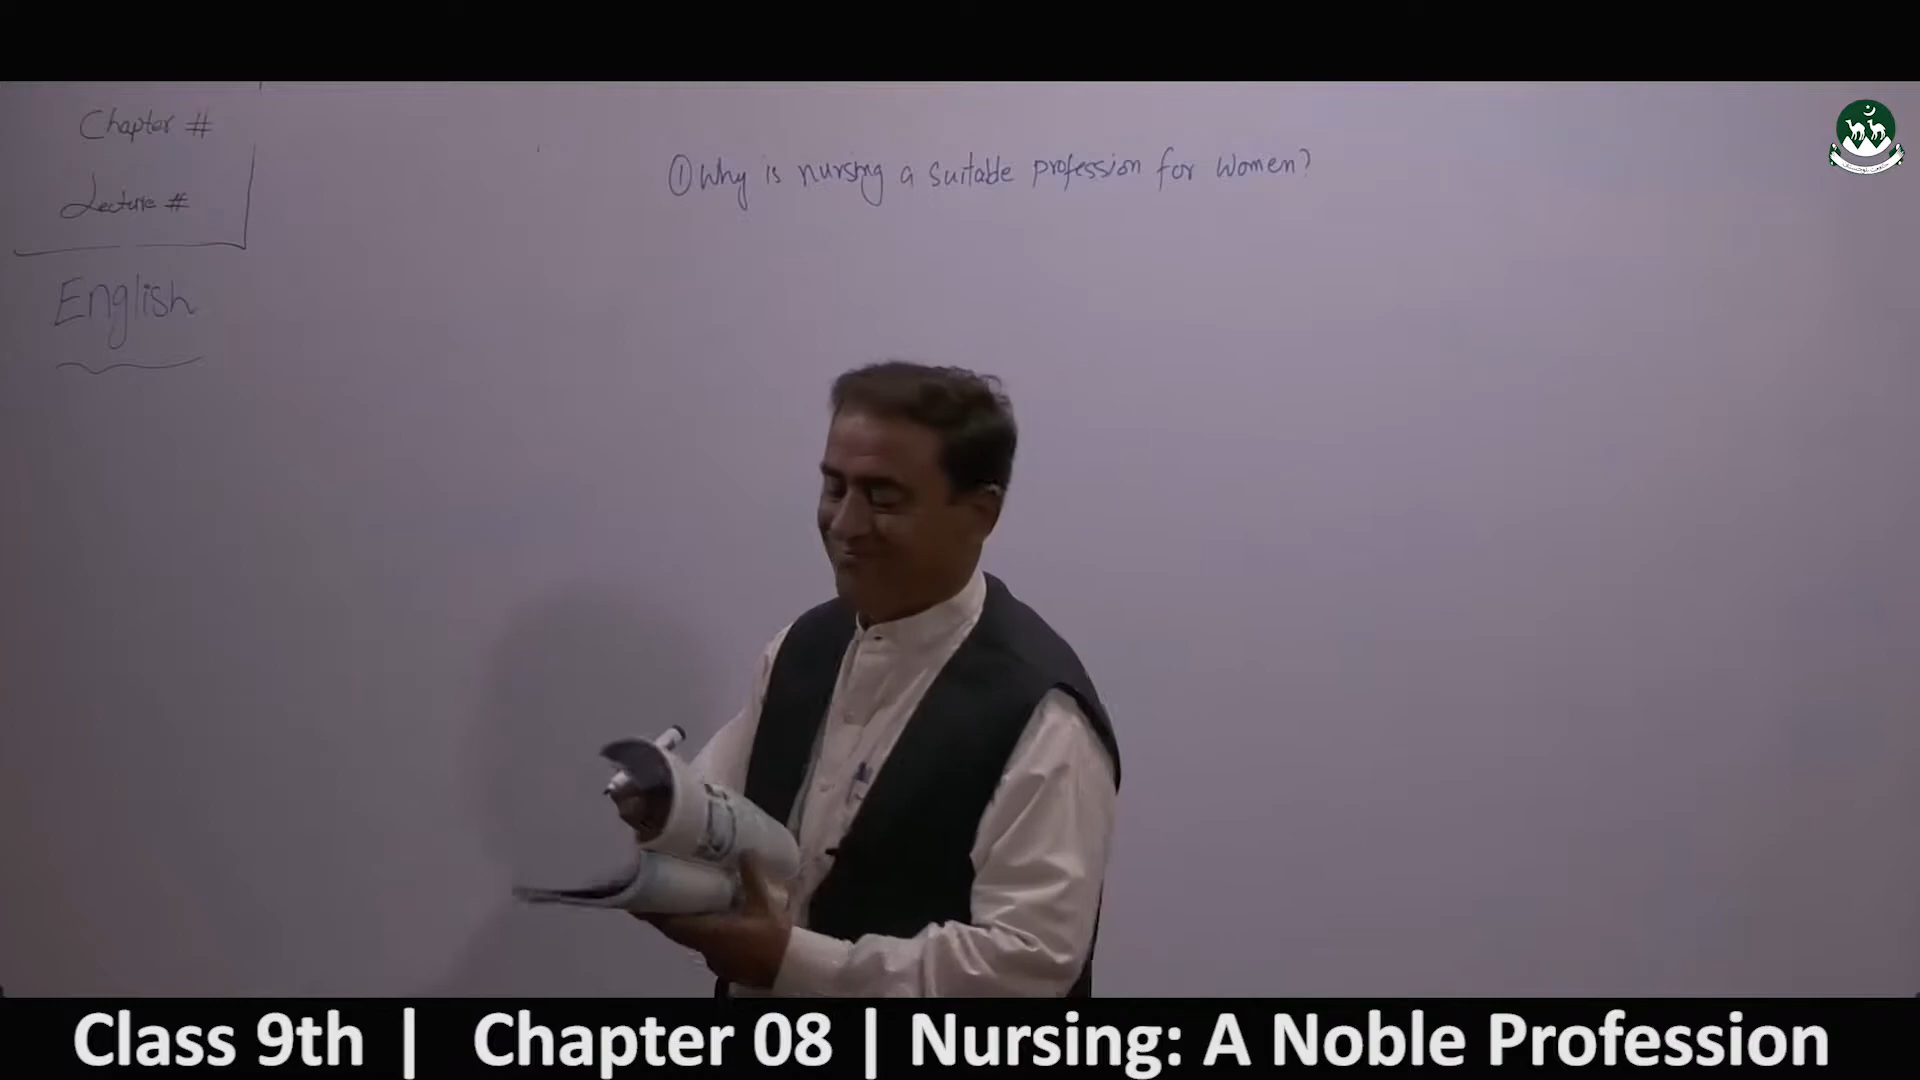 Chapter #
Lecture #
English
① Why is nursing a suitable profession for women?
Class 9th | Chapter 08 | Nursing: A Noble Profession